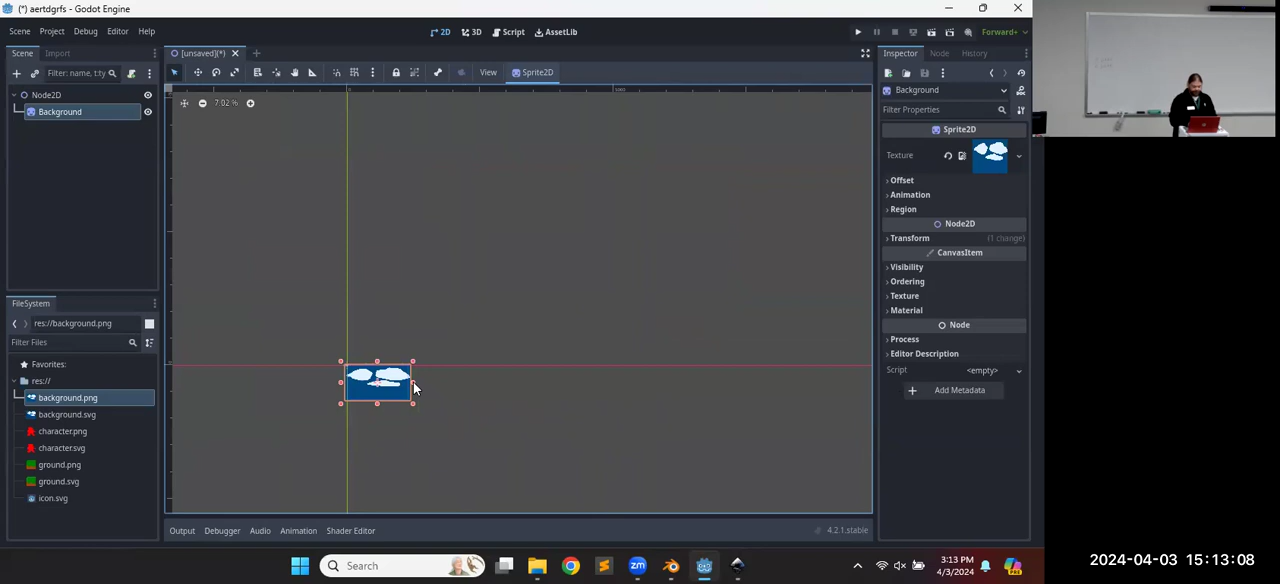 (*) aertdgrfs - Godot Engine
Scene Project Debug Editor Help
2D 3D Script AssetLib
Forward+
Scene Import
[unsaved](*)
Inspector Node History
Filter: name, t:ty
View Sprite2D
Node2D
Background
7.02 %
0
5000
Background
Filter Properties
Sprite2D
Texture
Offset
Animation
Region
Node2D
Transform (1 change)
CanvasItem
Visibility
Ordering
Texture
Material
Node
Process
Editor Description
Script <empty>
Add Metadata
FileSystem
res://background.png
Filter Files
Favorites:
res://
background.png
background.svg
character.png
character.svg
ground.png
ground.svg
icon.svg
Output Debugger Audio Animation Shader Editor
4.2.1.stable
Search
3:13 PM
4/3/2024
2024-04-03 15:13:08